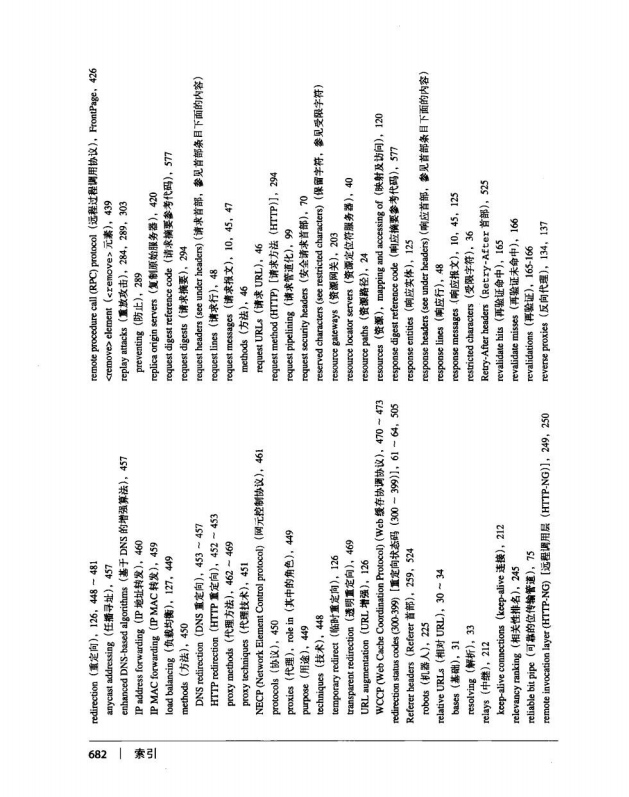 redirection（重定向），126，448～481
anycast addressing（任播寻址），457
enhanced DNS-based algorithms（基于 DNS 的增强算法），457
IP address forwarding（IP 地址转发），460
IP MAC forwarding（IP MAC 转发），459
load balancing（负载均衡），127，449
methods（方法），450
DNS redirection（DNS 重定向），453～457
HTTP redirection（HTTP 重定向），452～453
proxy methods（代理方法），462～469
proxy techniques（代理技术），451
NECP (Network Element Control protocol)（网元控制协议），461
protocols（协议），450
proxies（代理），role in（其中的角色），449
purpose（用途），449
techniques（技术），448
temporary redirect（临时重定向），126
transparent redirection（透明重定向），469
URL augmentation（URL 增强），126
WCCP (Web Cache Coordination Protocol)（Web 缓存协调协议），470～473
redirection status codes (300-399)［重定向状态码（300～399）］，61～64，505
Referer headers（Referer 首部），259，524
robots（机器人），225
relative URLs（相对 URL），30～34
bases（基础），31
resolving（解析），33
relays（中继），212
keep-alive connections（keep-alive 连接），212
relevancy ranking（相关性排名），245
reliable bit pipe（可靠的位传输管道），75
remote invocation layer (HTTP-NG)［远程调用层（HTTP-NG）］，249，250
remote procedure call (RPC) protocol（远程过程调用协议），FrontPage，426
<remove> element（<cremove> 元素），439
replay attacks（重放攻击），284，289，303
preventing（防止），289
replica origin servers（复制原始服务器），420
request digest reference code（请求摘要参考代码），577
request digests（请求摘要），294
request headers (see under headers)（请求首部，参见首部条目下面的内容）
request lines（请求行），48
request messages（请求报文），10，45，47
methods（方法），46
request URLs（请求 URL），46
request method (HTTP)［请求方法（HTTP）］，294
request pipelining（请求管道化），99
request security headers（安全请求首部），70
reserved characters (see restricted characters)（保留字符，参见受限字符）
resource gateways（资源网关），203
resource locator servers（资源定位符服务器），40
resource paths（资源路径），24
resources（资源），mapping and accessing of（映射及访问），120
response digest reference code（响应摘要参考代码），577
response entities（响应实体），125
response headers (see under headers)（响应首部，参见首部条目下面的内容）
response lines（响应行），48
response messages（响应报文），10，45，125
restricted characters（受限字符），36
Retry-After headers（Retry-After 首部），525
revalidate hits（再验证命中），165
revalidate misses（再验证未命中），166
revalidations（再验证），165-166
reverse proxies（反向代理），134，137
682 | 索引